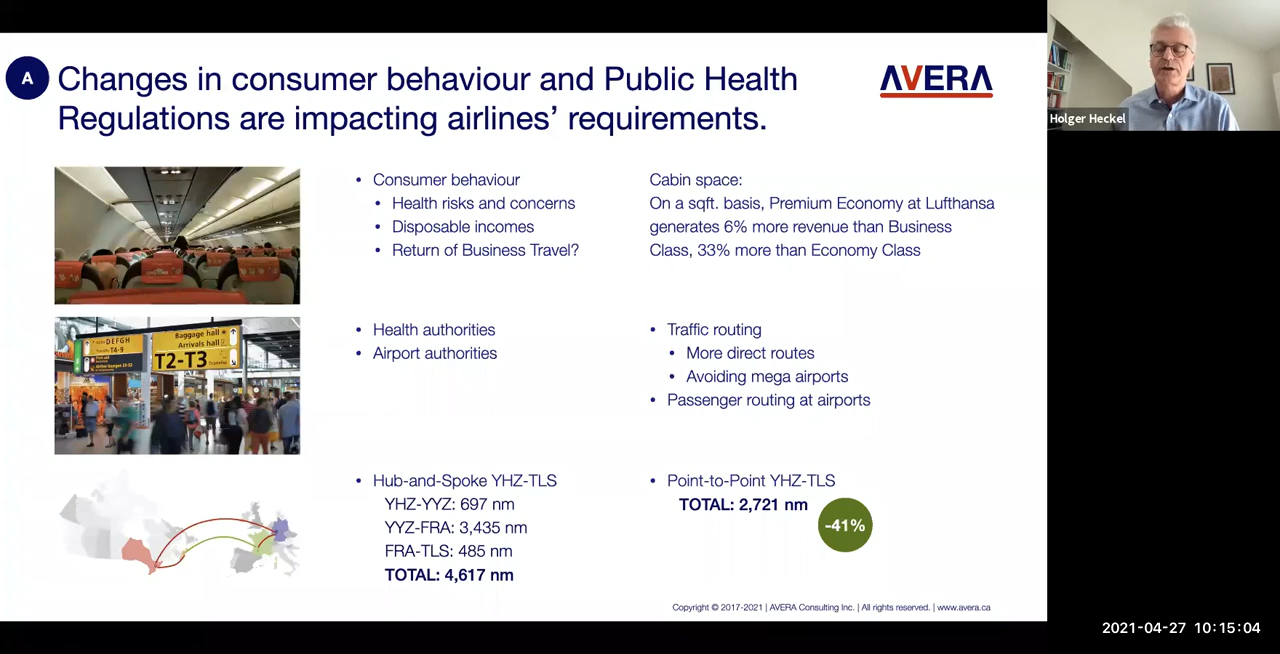 A
Changes in consumer behaviour and Public Health
Regulations are impacting airlines’ requirements.
AVERA
Holger Heckel
• Consumer behaviour
• Health risks and concerns
• Disposable incomes
• Return of Business Travel?
Cabin space:
On a sqft. basis, Premium Economy at Lufthansa
generates 6% more revenue than Business
Class, 33% more than Economy Class
DEFGH
T4-9
Baggage hall
Arrivals hall
T2-T3
• Health authorities
• Airport authorities
• Traffic routing
• More direct routes
• Avoiding mega airports
• Passenger routing at airports
• Hub-and-Spoke YHZ-TLS
YHZ-YYZ: 697 nm
YYZ-FRA: 3,435 nm
FRA-TLS: 485 nm
TOTAL: 4,617 nm
• Point-to-Point YHZ-TLS
TOTAL: 2,721 nm
-41%
Copyright © 2017-2021 | AVERA Consulting Inc. | All rights reserved. | www.avera.ca
2021-04-27 10:15:04